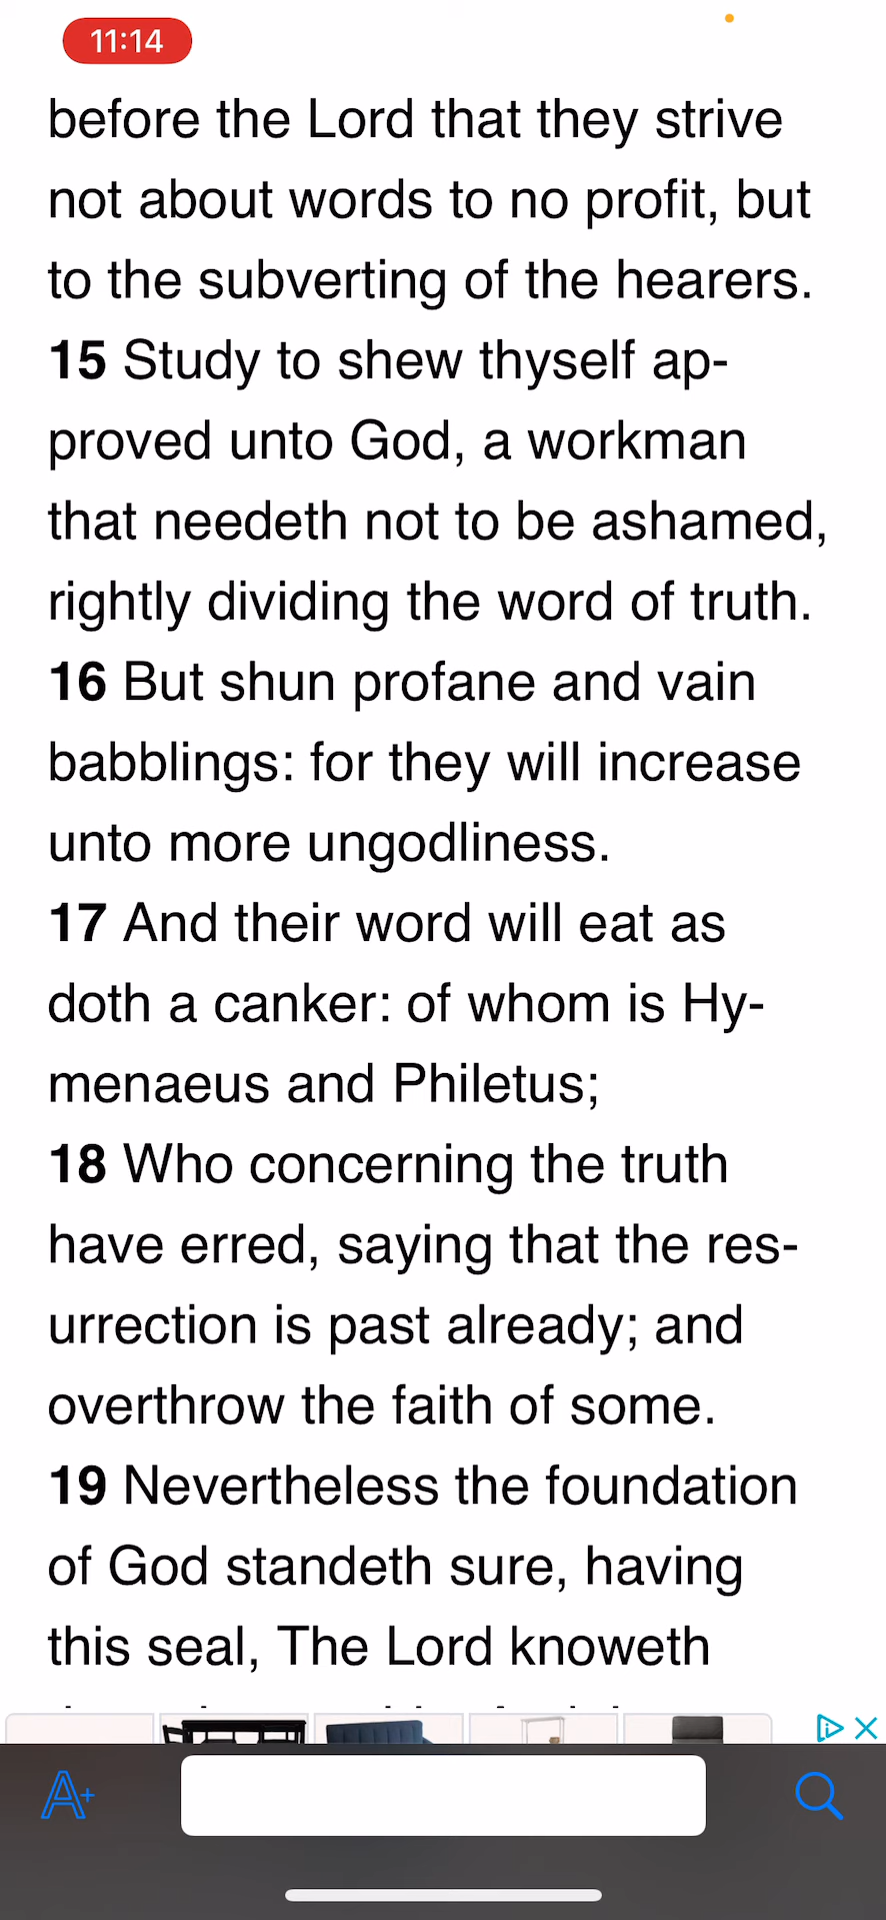 11:14
before the Lord that they strive
not about words to no profit, but
to the subverting of the hearers.
15 Study to shew thyself ap-
proved unto God, a workman
that needeth not to be ashamed,
rightly dividing the word of truth.
16 But shun profane and vain
babblings: for they will increase
unto more ungodliness.
17 And their word will eat as
doth a canker: of whom is Hy-
menaeus and Philetus;
18 Who concerning the truth
have erred, saying that the res-
urrection is past already; and
overthrow the faith of some.
19 Nevertheless the foundation
of God standeth sure, having
this seal, The Lord knoweth
A+